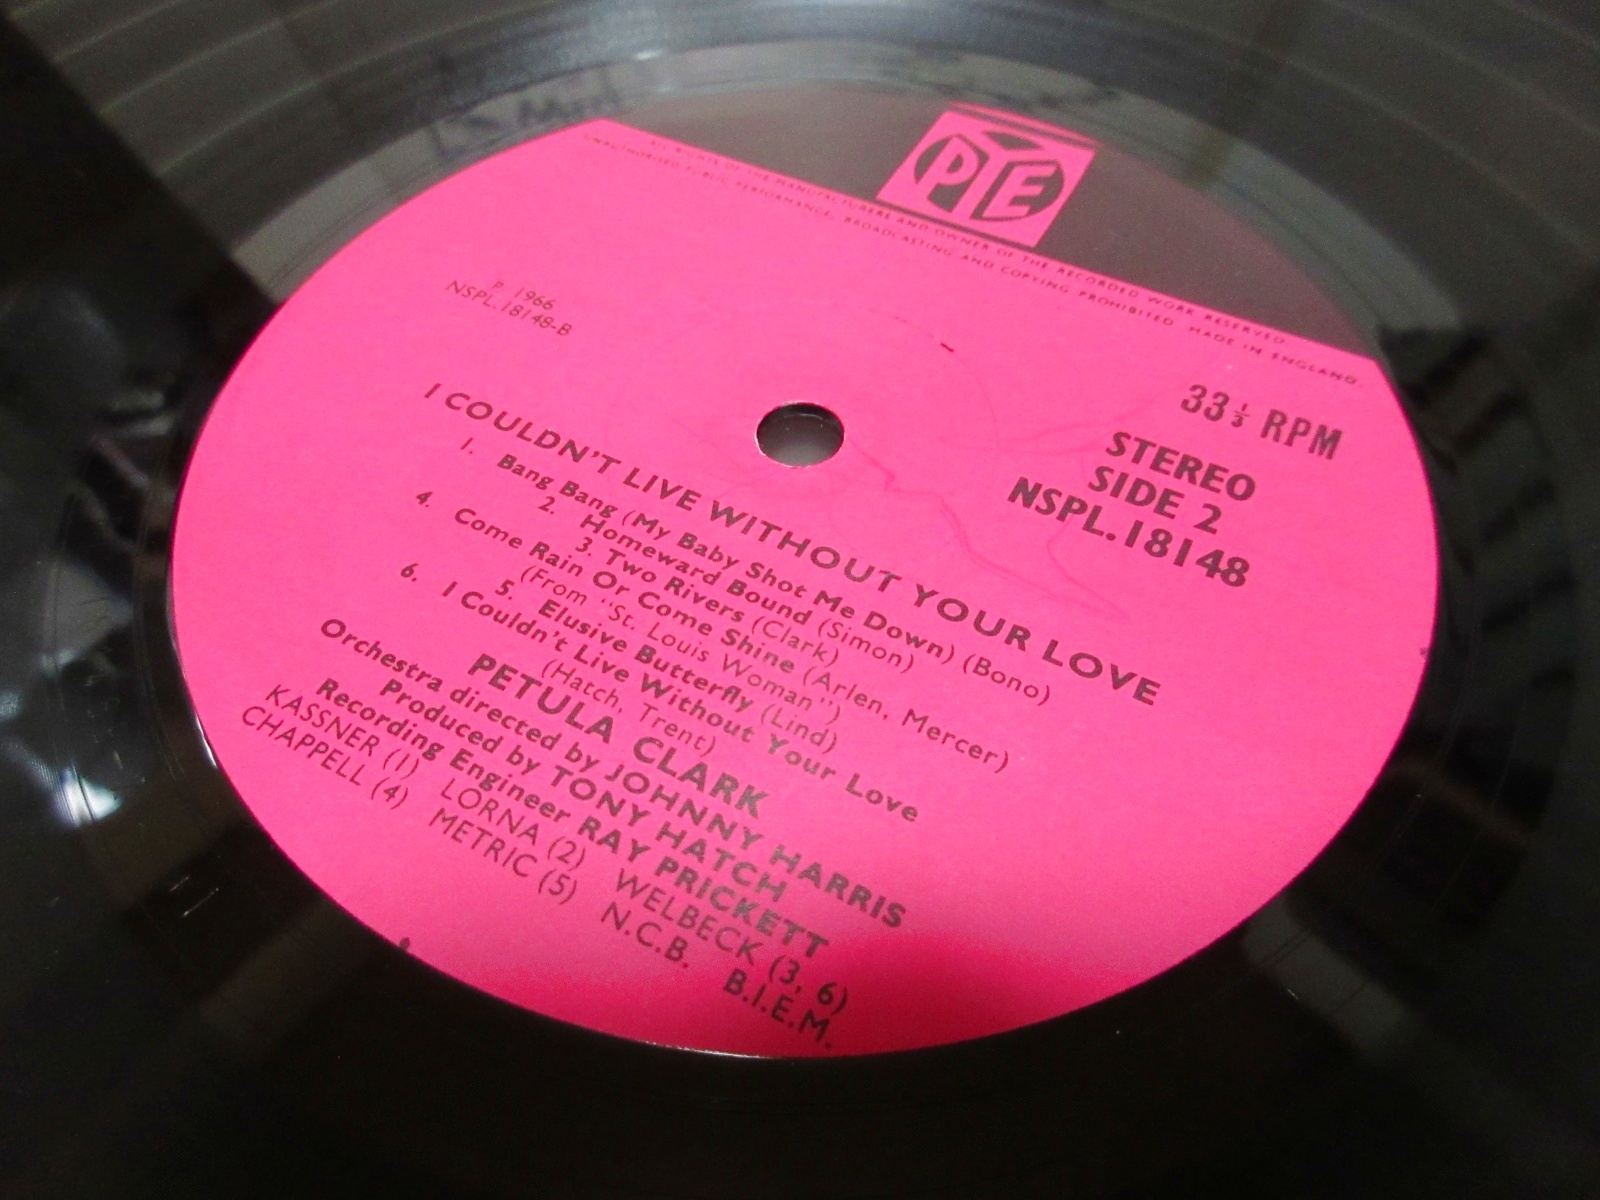 PYE
ALL RIGHTS OF THE MANUFACTURERS AND OWNER OF THE RECORDED WORK RESERVED
UNAUTHORISED PUBLIC PERFORMANCE, BROADCASTING AND COPYING PROHIBITED MADE IN ENGLAND.
P. 1966
NSPL.18148-B
33⅓ RPM
STEREO
SIDE 2
NSPL.18148
I COULDN'T LIVE WITHOUT YOUR LOVE
1. Bang Bang (My Baby Shot Me Down) (Bono)
2. Homeward Bound (Simon)
3. Two Rivers (Clark)
4. Come Rain Or Come Shine (Arlen, Mercer)
(From "St. Louis Woman")
5. Elusive Butterfly (Lind)
6. I Couldn't Live Without Your Love
(Hatch, Trent)
PETULA CLARK
Orchestra directed by JOHNNY HARRIS
Produced by TONY HATCH
Recording Engineer RAY PRICKETT
KASSNER (1) LORNA (2) WELBECK (3, 6)
CHAPPELL (4) METRIC (5) N.C.B. B.I.E.M.